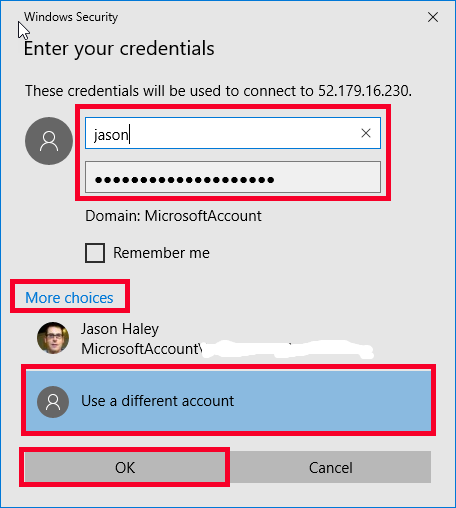 Windows Security
Enter your credentials
These credentials will be used to connect to 52.179.16.230.
jason
••••••••••••••••••••
Domain: MicrosoftAccount
Remember me
More choices
Jason Haley
MicrosoftAccount\
Use a different account
OK Cancel